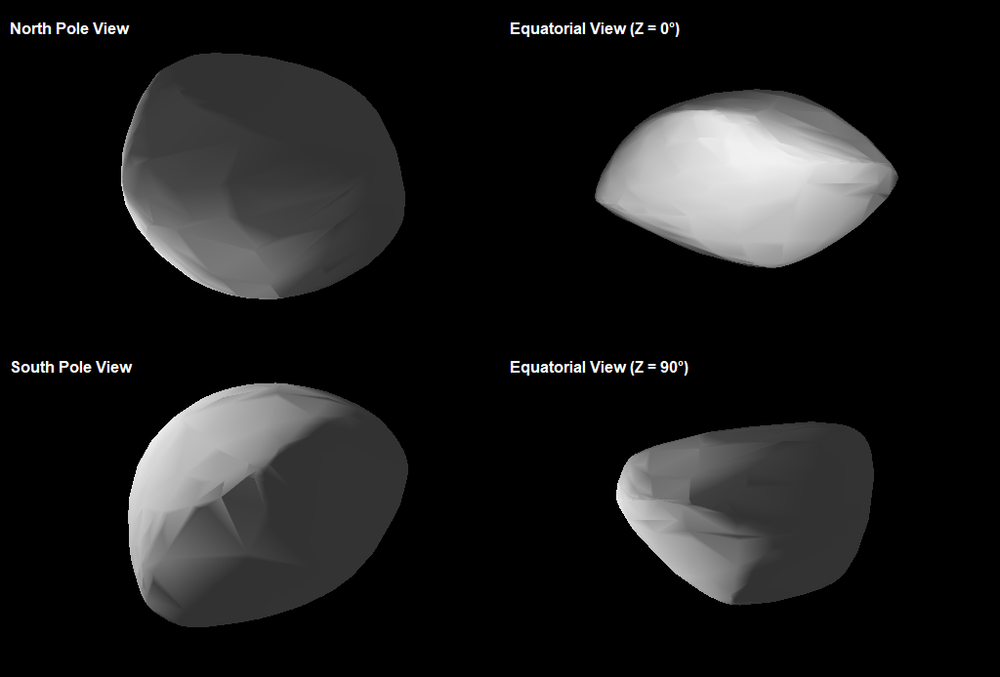 North Pole View
Equatorial View (Z = 0°)
South Pole View
Equatorial View (Z = 90°)